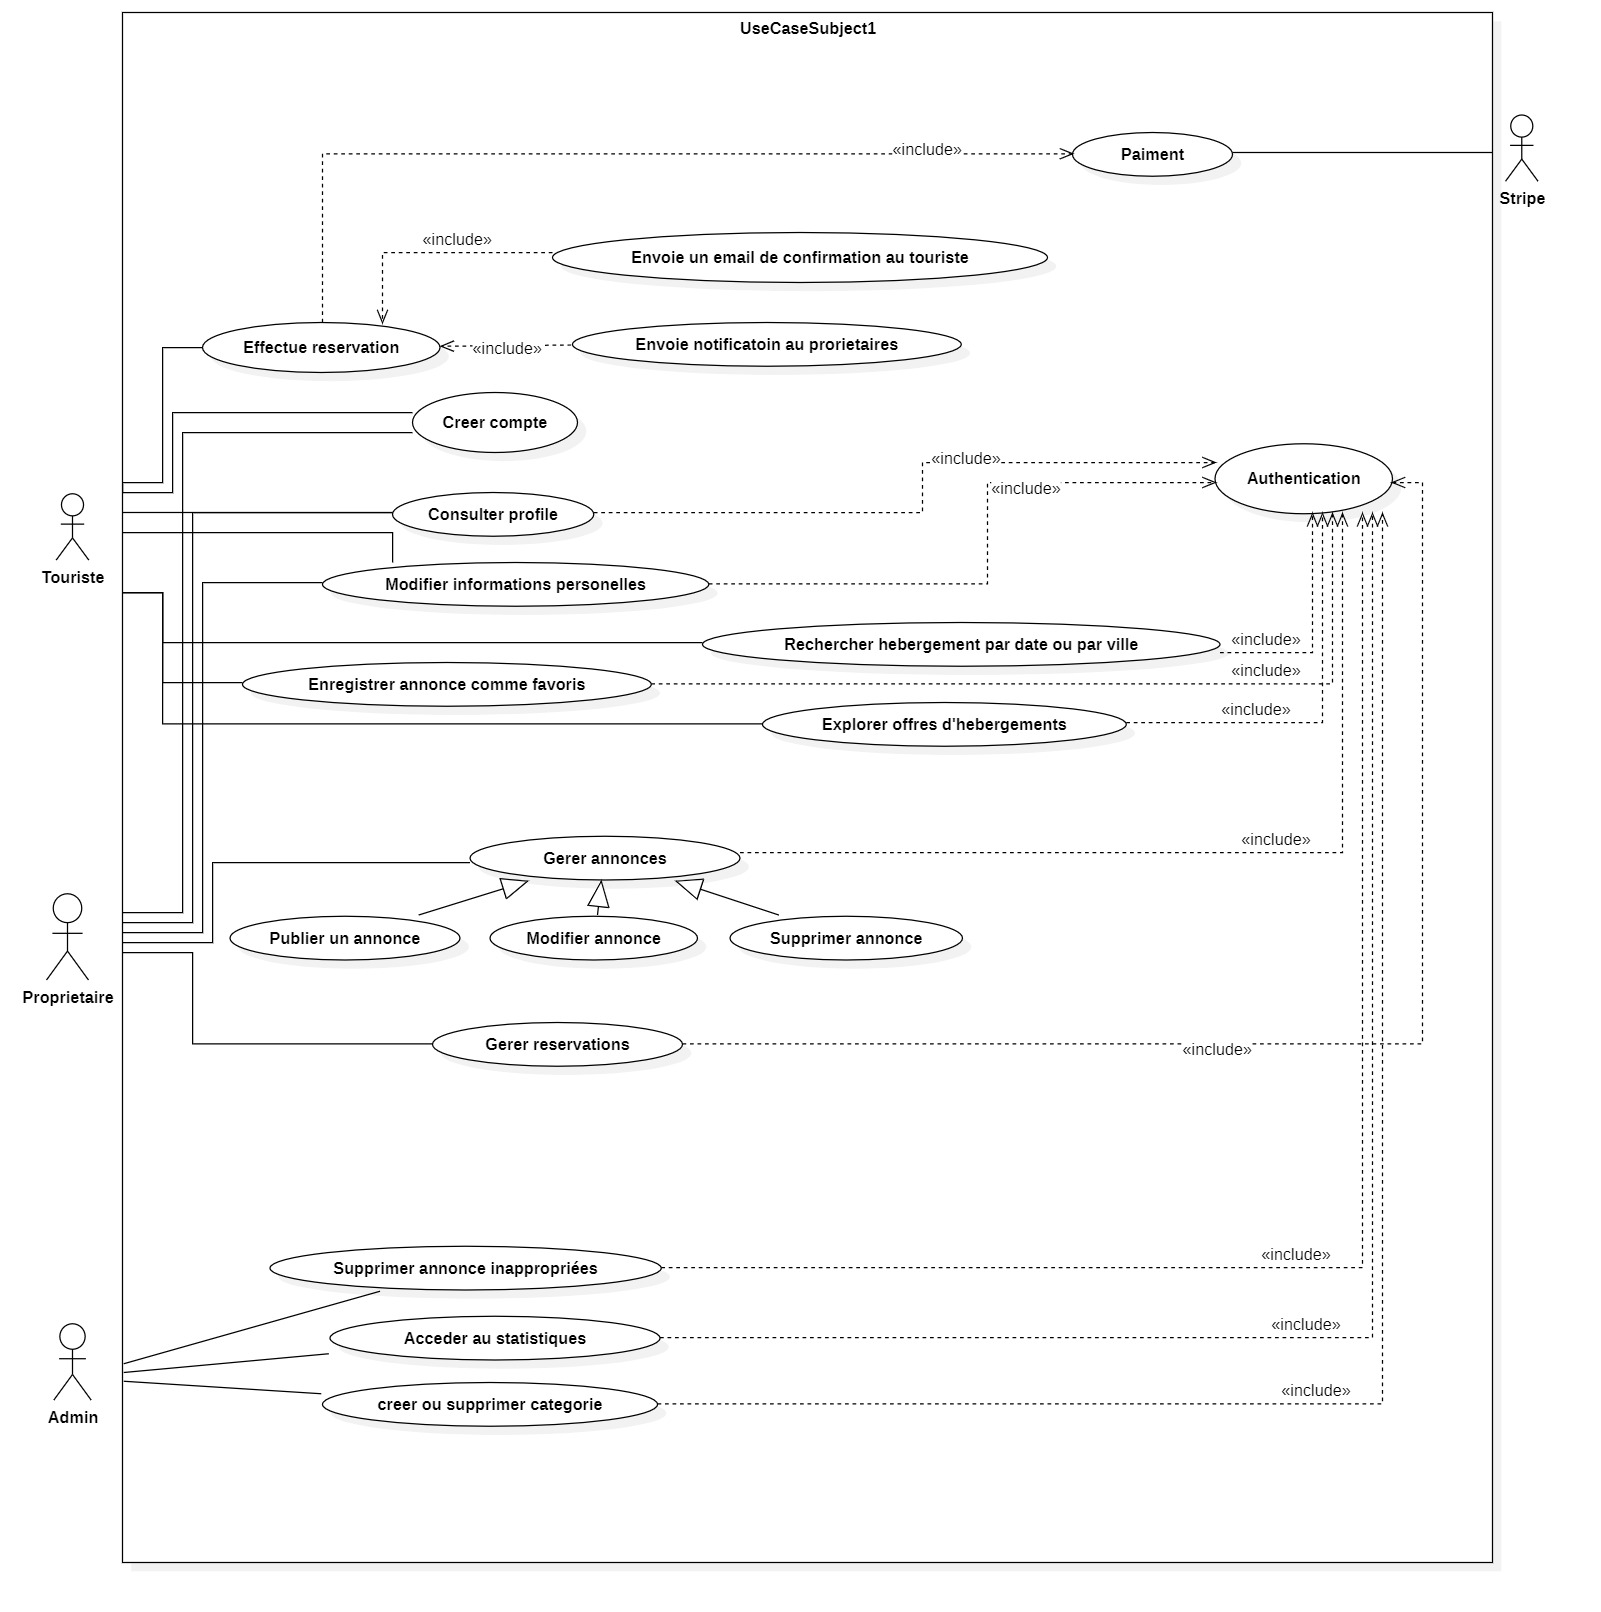 UseCaseSubject1
«include»
Paiment
Stripe
«include»
Envoie un email de confirmation au touriste
Effectue reservation
«include»
Envoie notificatoin au prorietaires
Creer compte
«include»
Authentication
«include»
Consulter profile
Touriste
Modifier informations personelles
Rechercher hebergement par date ou par ville
«include»
Enregistrer annonce comme favoris
«include»
Explorer offres d'hebergements
«include»
Gerer annonces
«include»
Publier un annonce
Modifier annonce
Supprimer annonce
Proprietaire
Gerer reservations
«include»
Supprimer annonce inappropriées
«include»
Acceder au statistiques
«include»
creer ou supprimer categorie
«include»
Admin